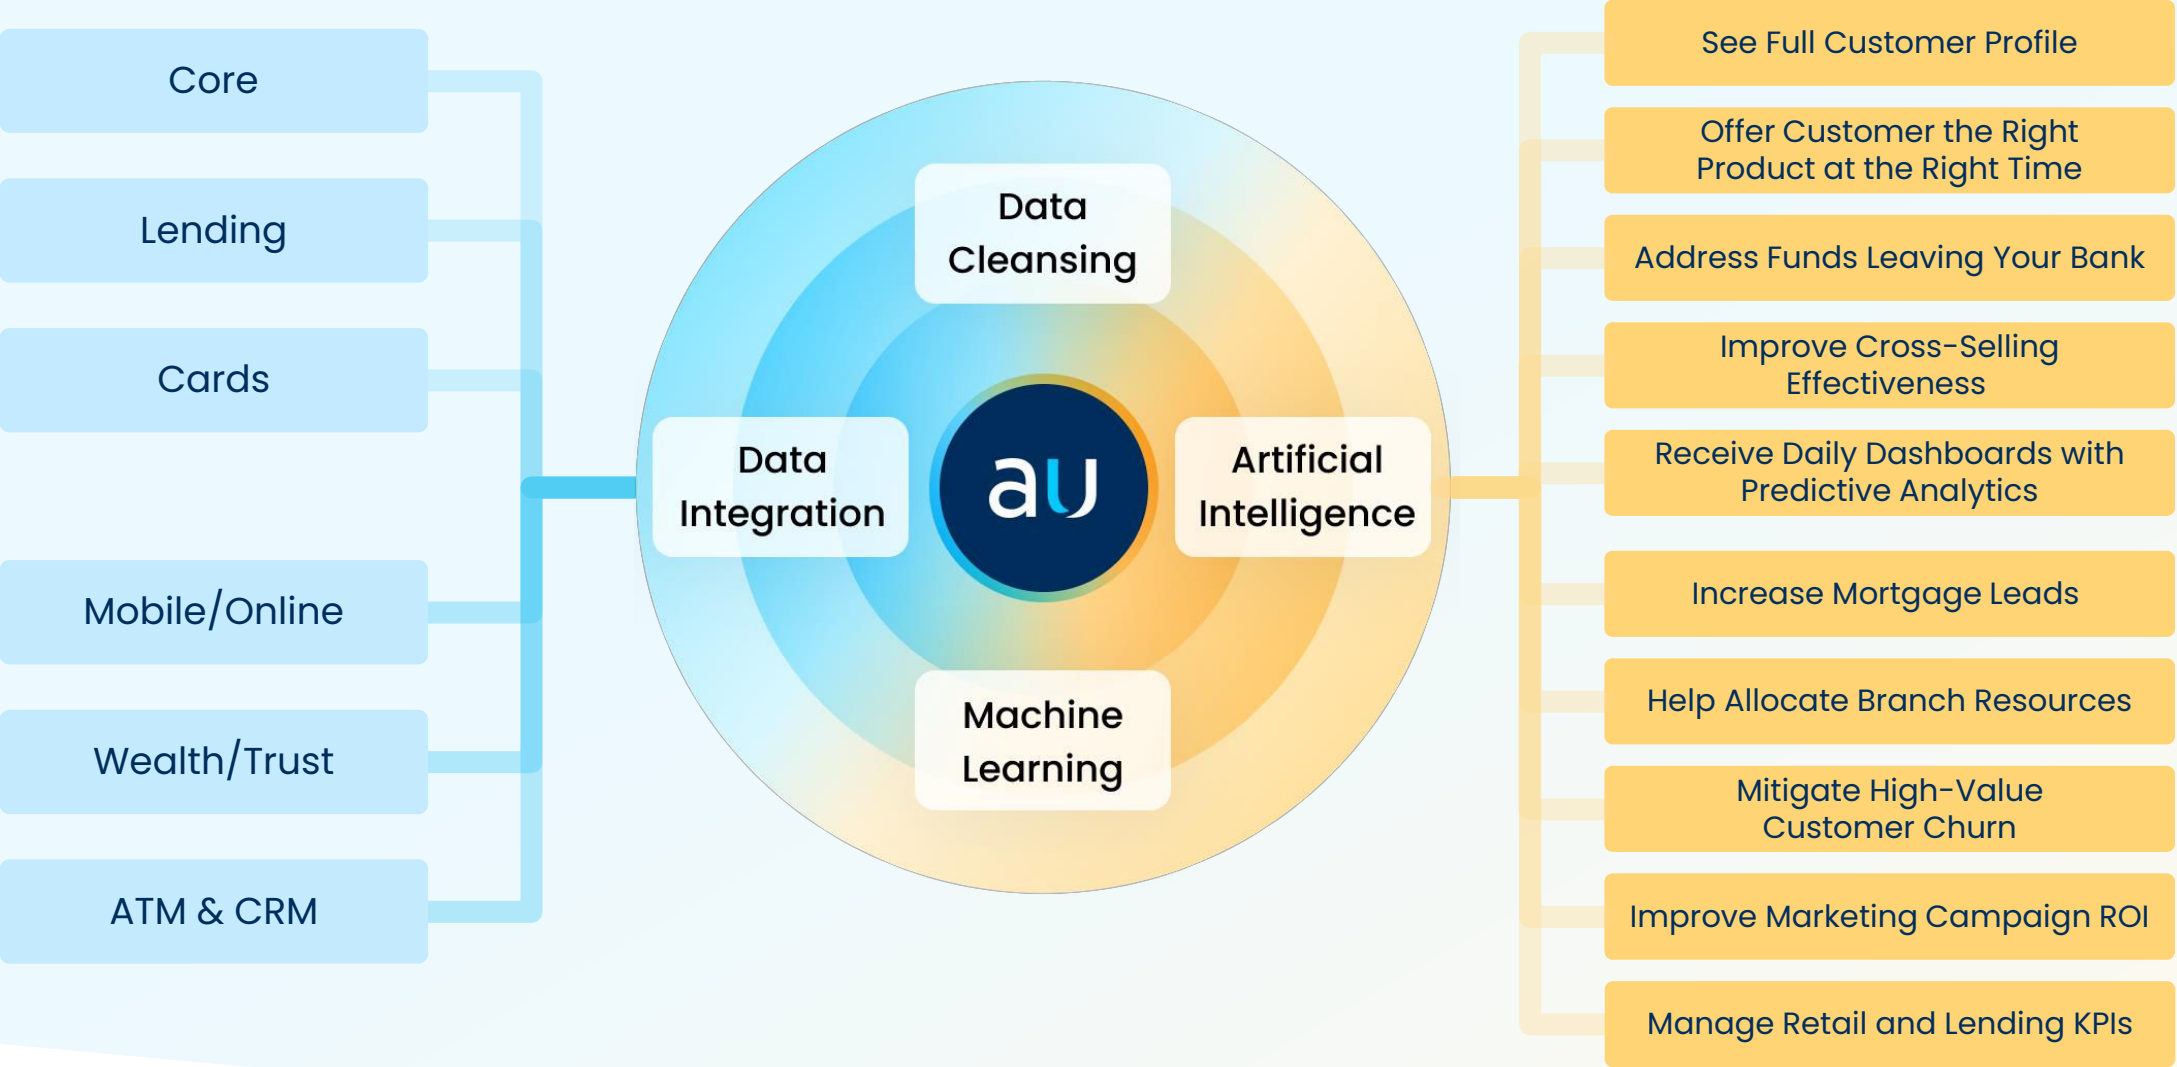 Core
Lending
Cards
Mobile/Online
Wealth/Trust
ATM & CRM
Data
Cleansing
Data
Integration
au
Artificial
Intelligence
Machine
Learning
See Full Customer Profile
Offer Customer the Right
Product at the Right Time
Address Funds Leaving Your Bank
Improve Cross-Selling
Effectiveness
Receive Daily Dashboards with
Predictive Analytics
Increase Mortgage Leads
Help Allocate Branch Resources
Mitigate High-Value
Customer Churn
Improve Marketing Campaign ROI
Manage Retail and Lending KPIs